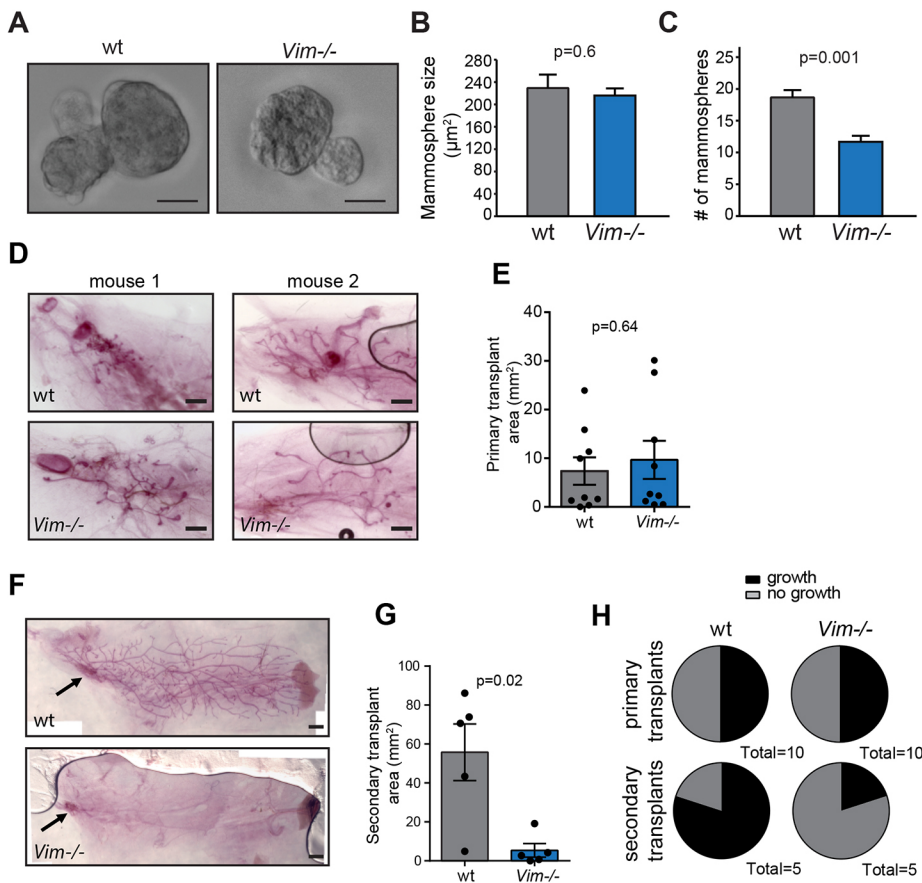 A
wt
Vim-/-
B
Mammosphere size
(µm²)
280
240
200
160
120
80
40
0
p=0.6
wt
Vim-/-
C
# of mammospheres
25
20
15
10
5
0
p=0.001
wt
Vim-/-
D
mouse 1
mouse 2
wt
wt
Vim-/-
Vim-/-
E
Primary transplant
area (mm²)
40
30
20
10
0
p=0.64
wt
Vim-/-
F
wt
Vim-/-
G
Secondary transplant
area (mm²)
100
80
60
40
20
0
p=0.02
wt
Vim-/-
growth
no growth
H
wt
Vim-/-
primary
transplants
Total=10
Total=10
secondary
transplants
Total=5
Total=5